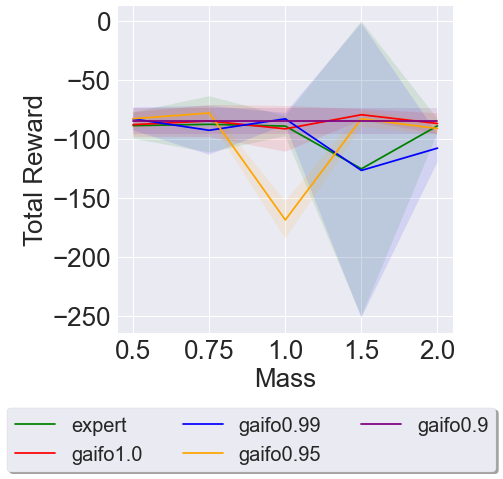 0
−50
−100
−150
−200
−250
Total Reward
0.5 0.75 1.0 1.5 2.0
Mass
expert gaifo0.99 gaifo0.9
gaifo1.0 gaifo0.95